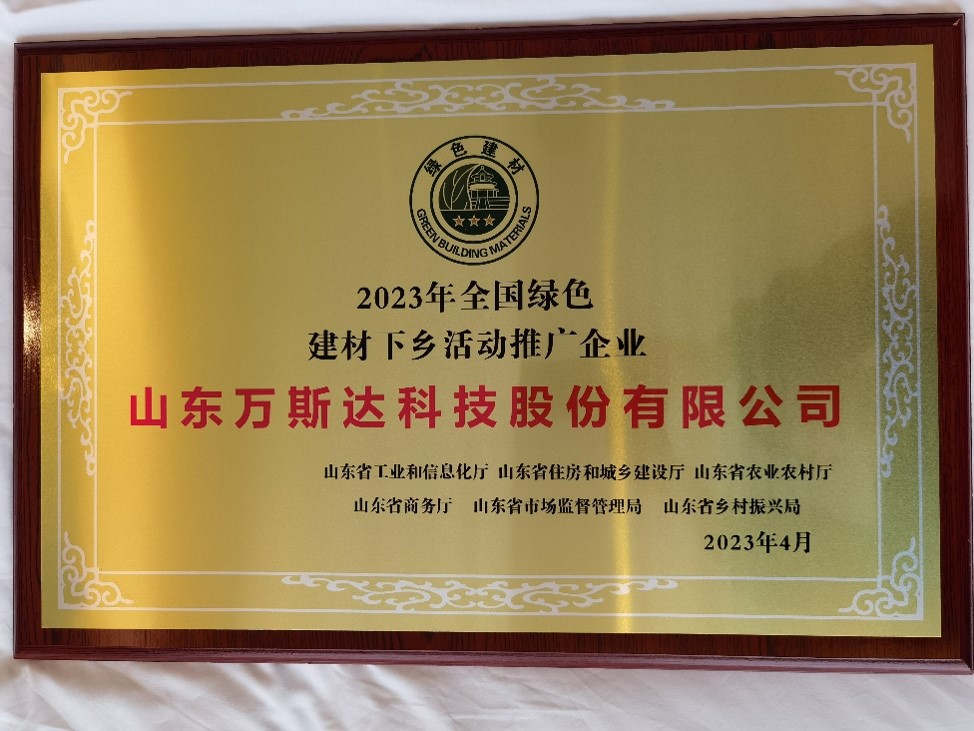 绿色建材
GREEN BUILDING MATERIALS
2023年全国绿色
建材下乡活动推广企业
山东万斯达科技股份有限公司
山东省工业和信息化厅 山东省住房和城乡建设厅 山东省农业农村厅
山东省商务厅 山东省市场监督管理局 山东省乡村振兴局
2023年4月